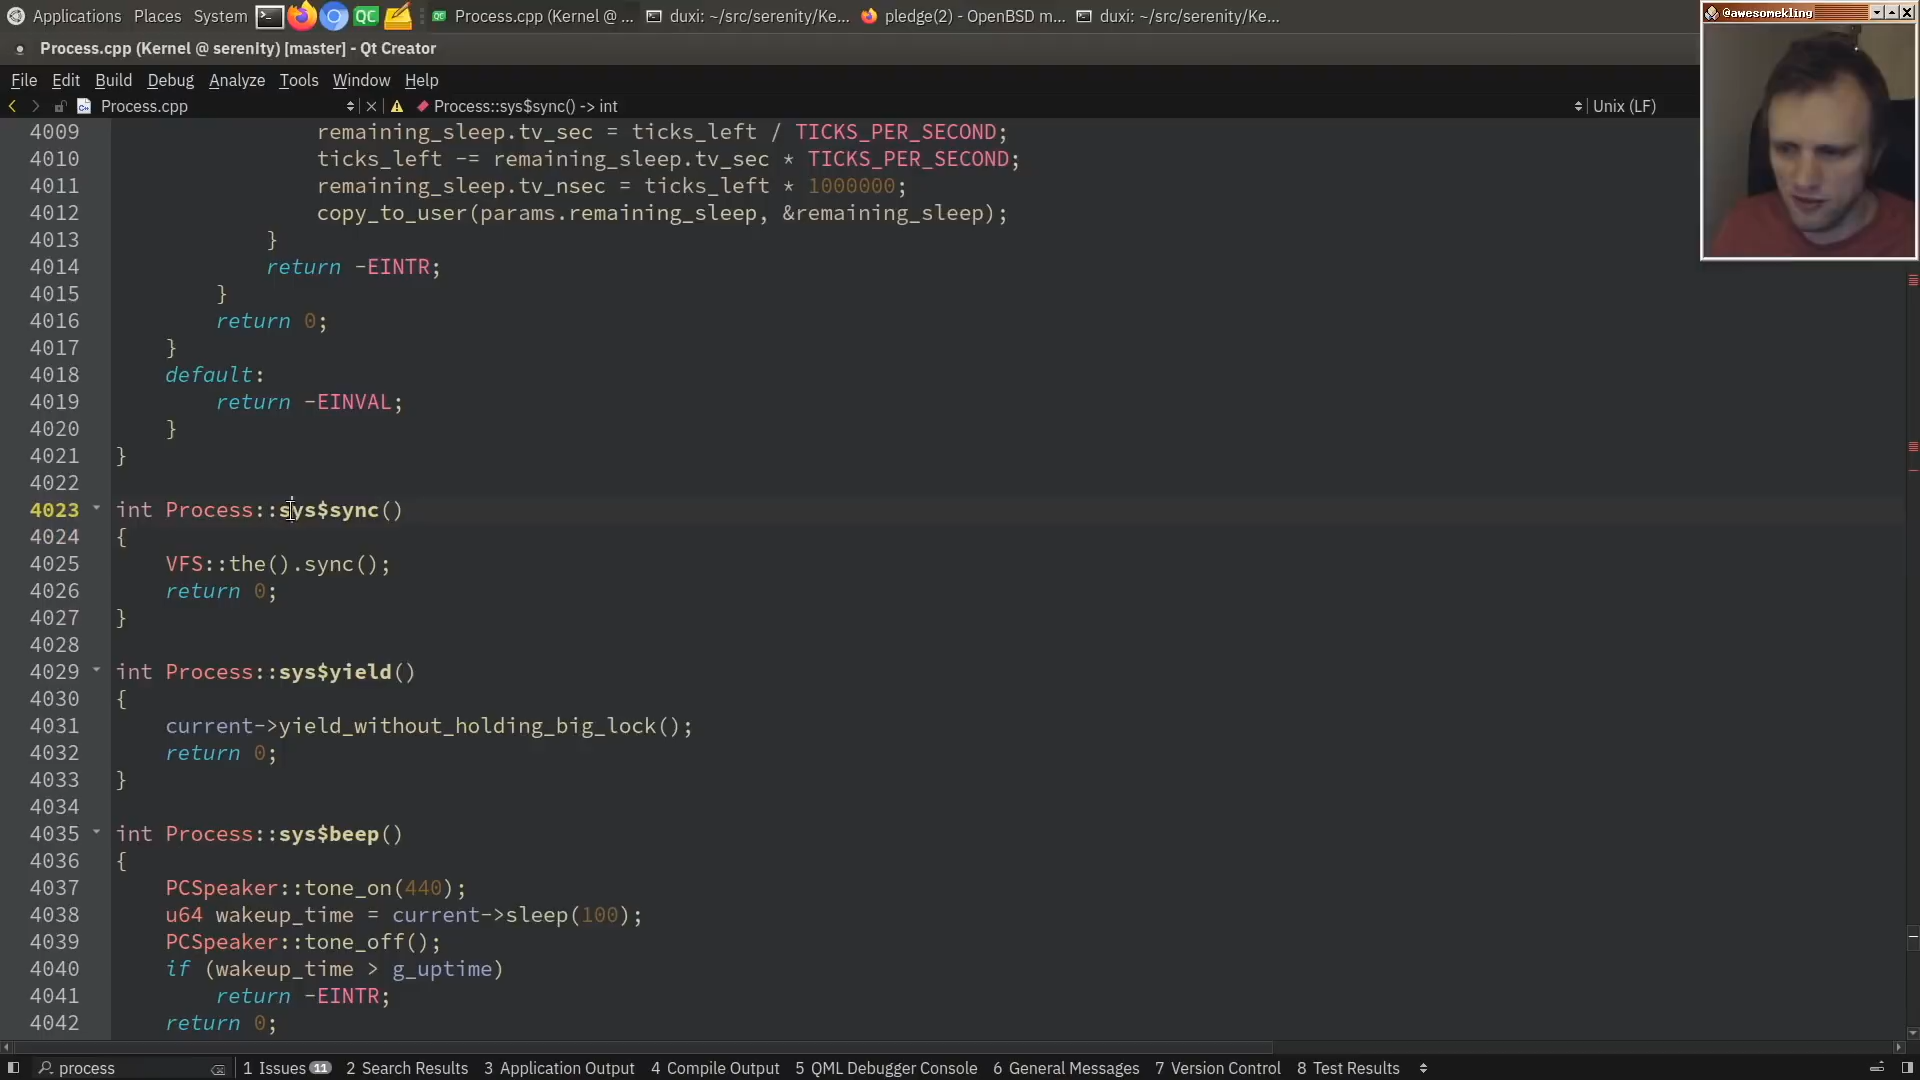 Applications Places System QC Process.cpp (Kernel @ ... duxi: ~/src/serenity/Ke... pledge(2) - OpenBSD m... duxi: ~/src/serenity/Ke...
@awesomekling
Process.cpp (Kernel @ serenIty) [master] - Qt Creator
File Edit Build Debug Analyze Tools Window Help
Process.cpp Process::sys$sync() -> int Unix (LF)
4009 remaining_sleep.tv_sec = ticks_left / TICKS_PER_SECOND;
4010 ticks_left -= remaining_sleep.tv_sec * TICKS_PER_SECOND;
4011 remaining_sleep.tv_nsec = ticks_left * 1000000;
4012 copy_to_user(params.remaining_sleep, &remaining_sleep);
4013 }
4014 return -EINTR;
4015 }
4016 return 0;
4017 }
4018 default:
4019 return -EINVAL;
4020 }
4021 }
4022
4023 int Process::sys$sync()
4024 {
4025 VFS::the().sync();
4026 return 0;
4027 }
4028
4029 int Process::sys$yield()
4030 {
4031 current->yield_without_holding_big_lock();
4032 return 0;
4033 }
4034
4035 int Process::sys$beep()
4036 {
4037 PCSpeaker::tone_on(440);
4038 u64 wakeup_time = current->sleep(100);
4039 PCSpeaker::tone_off();
4040 if (wakeup_time > g_uptime)
4041 return -EINTR;
4042 return 0;
process 1 Issues 11 2 Search Results 3 Application Output 4 Compile Output 5 QML Debugger Console 6 General Messages 7 Version Control 8 Test Results